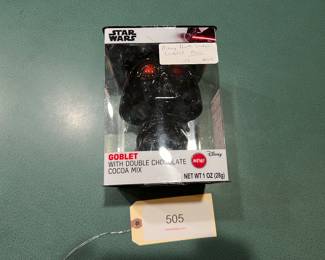 STAR
WARS
GOBLET
WITH DOUBLE CHOCOLATE
COCOA MIX
NEW!
Disney
NET WT 1 OZ (28g)
505